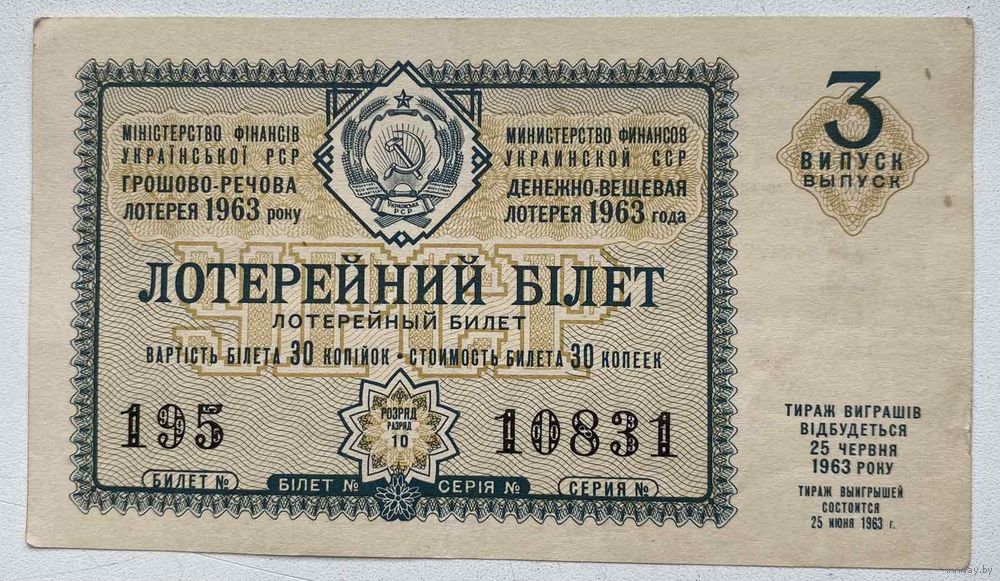 МІНІСТЕРСТВО ФІНАНСІВ
УКРАЇНСЬКОЇ РСР
ГРОШОВО-РЕЧОВА
ЛОТЕРЕЯ 1963 року
УКРАЇНСЬКА
РСР
МИНИСТЕРСТВО ФИНАНСОВ
УКРАИНСКОЙ ССР
ДЕНЕЖНО-ВЕЩЕВАЯ
ЛОТЕРЕЯ 1963 года
3
ВИПУСК
ВЫПУСК
УРСР
ЛОТЕРЕЙНИЙ БІЛЕТ
ЛОТЕРЕЙНЫЙ БИЛЕТ
ВАРТІСТЬ БІЛЕТА 30 КОПІЙОК • СТОИМОСТЬ БИЛЕТА 30 КОПЕЕК
195
РОЗРЯД
РАЗРЯД
10
10831
БИЛЕТ № БІЛЕТ № СЕРІЯ № СЕРИЯ №
ТИРАЖ ВИГРАШІВ
ВІДБУДЕТЬСЯ
25 ЧЕРВНЯ
1963 РОКУ
ТИРАЖ ВЫИГРЫШЕЙ
СОСТОИТСЯ
25 ИЮНЯ 1963 г.